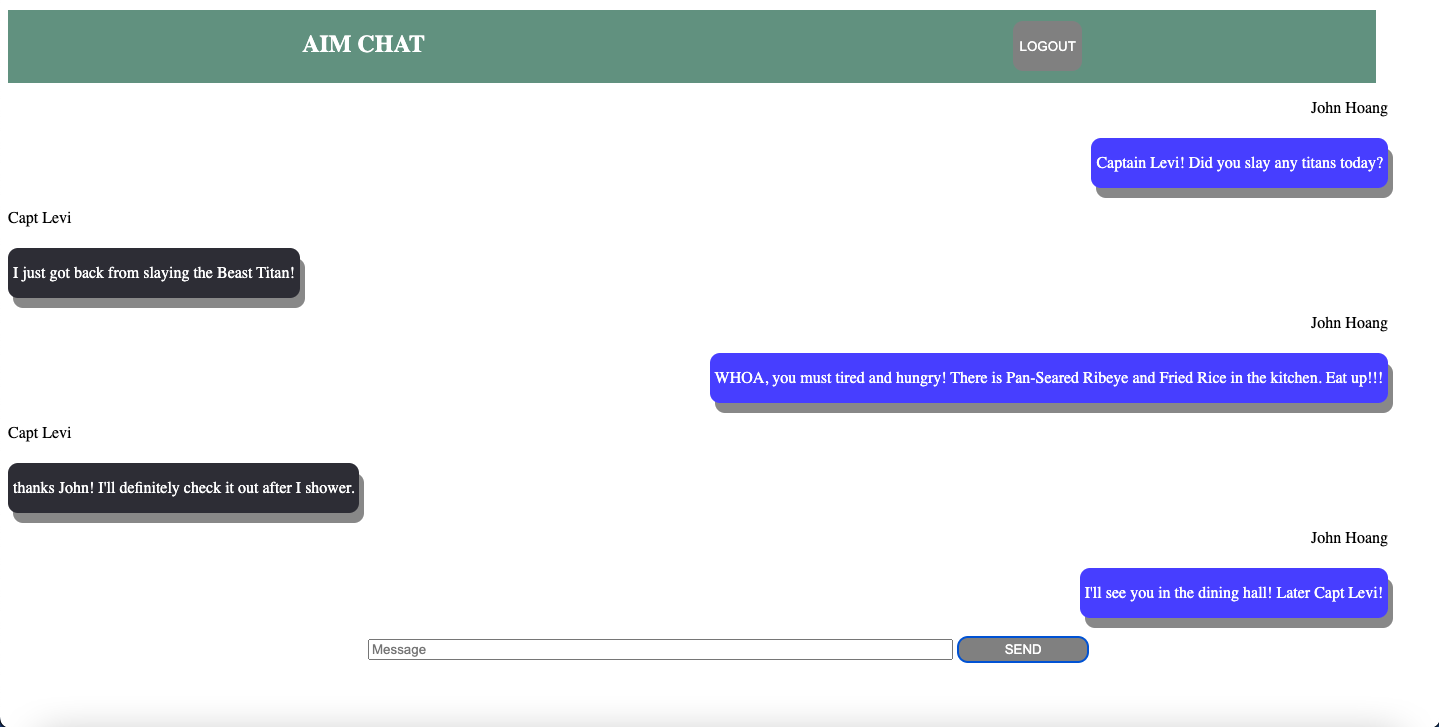 AIM CHAT
LOGOUT
John Hoang
Captain Levi! Did you slay any titans today?
Capt Levi
I just got back from slaying the Beast Titan!
John Hoang
WHOA, you must tired and hungry! There is Pan-Seared Ribeye and Fried Rice in the kitchen. Eat up!!!
Capt Levi
thanks John! I'll definitely check it out after I shower.
John Hoang
I'll see you in the dining hall! Later Capt Levi!
Message
SEND